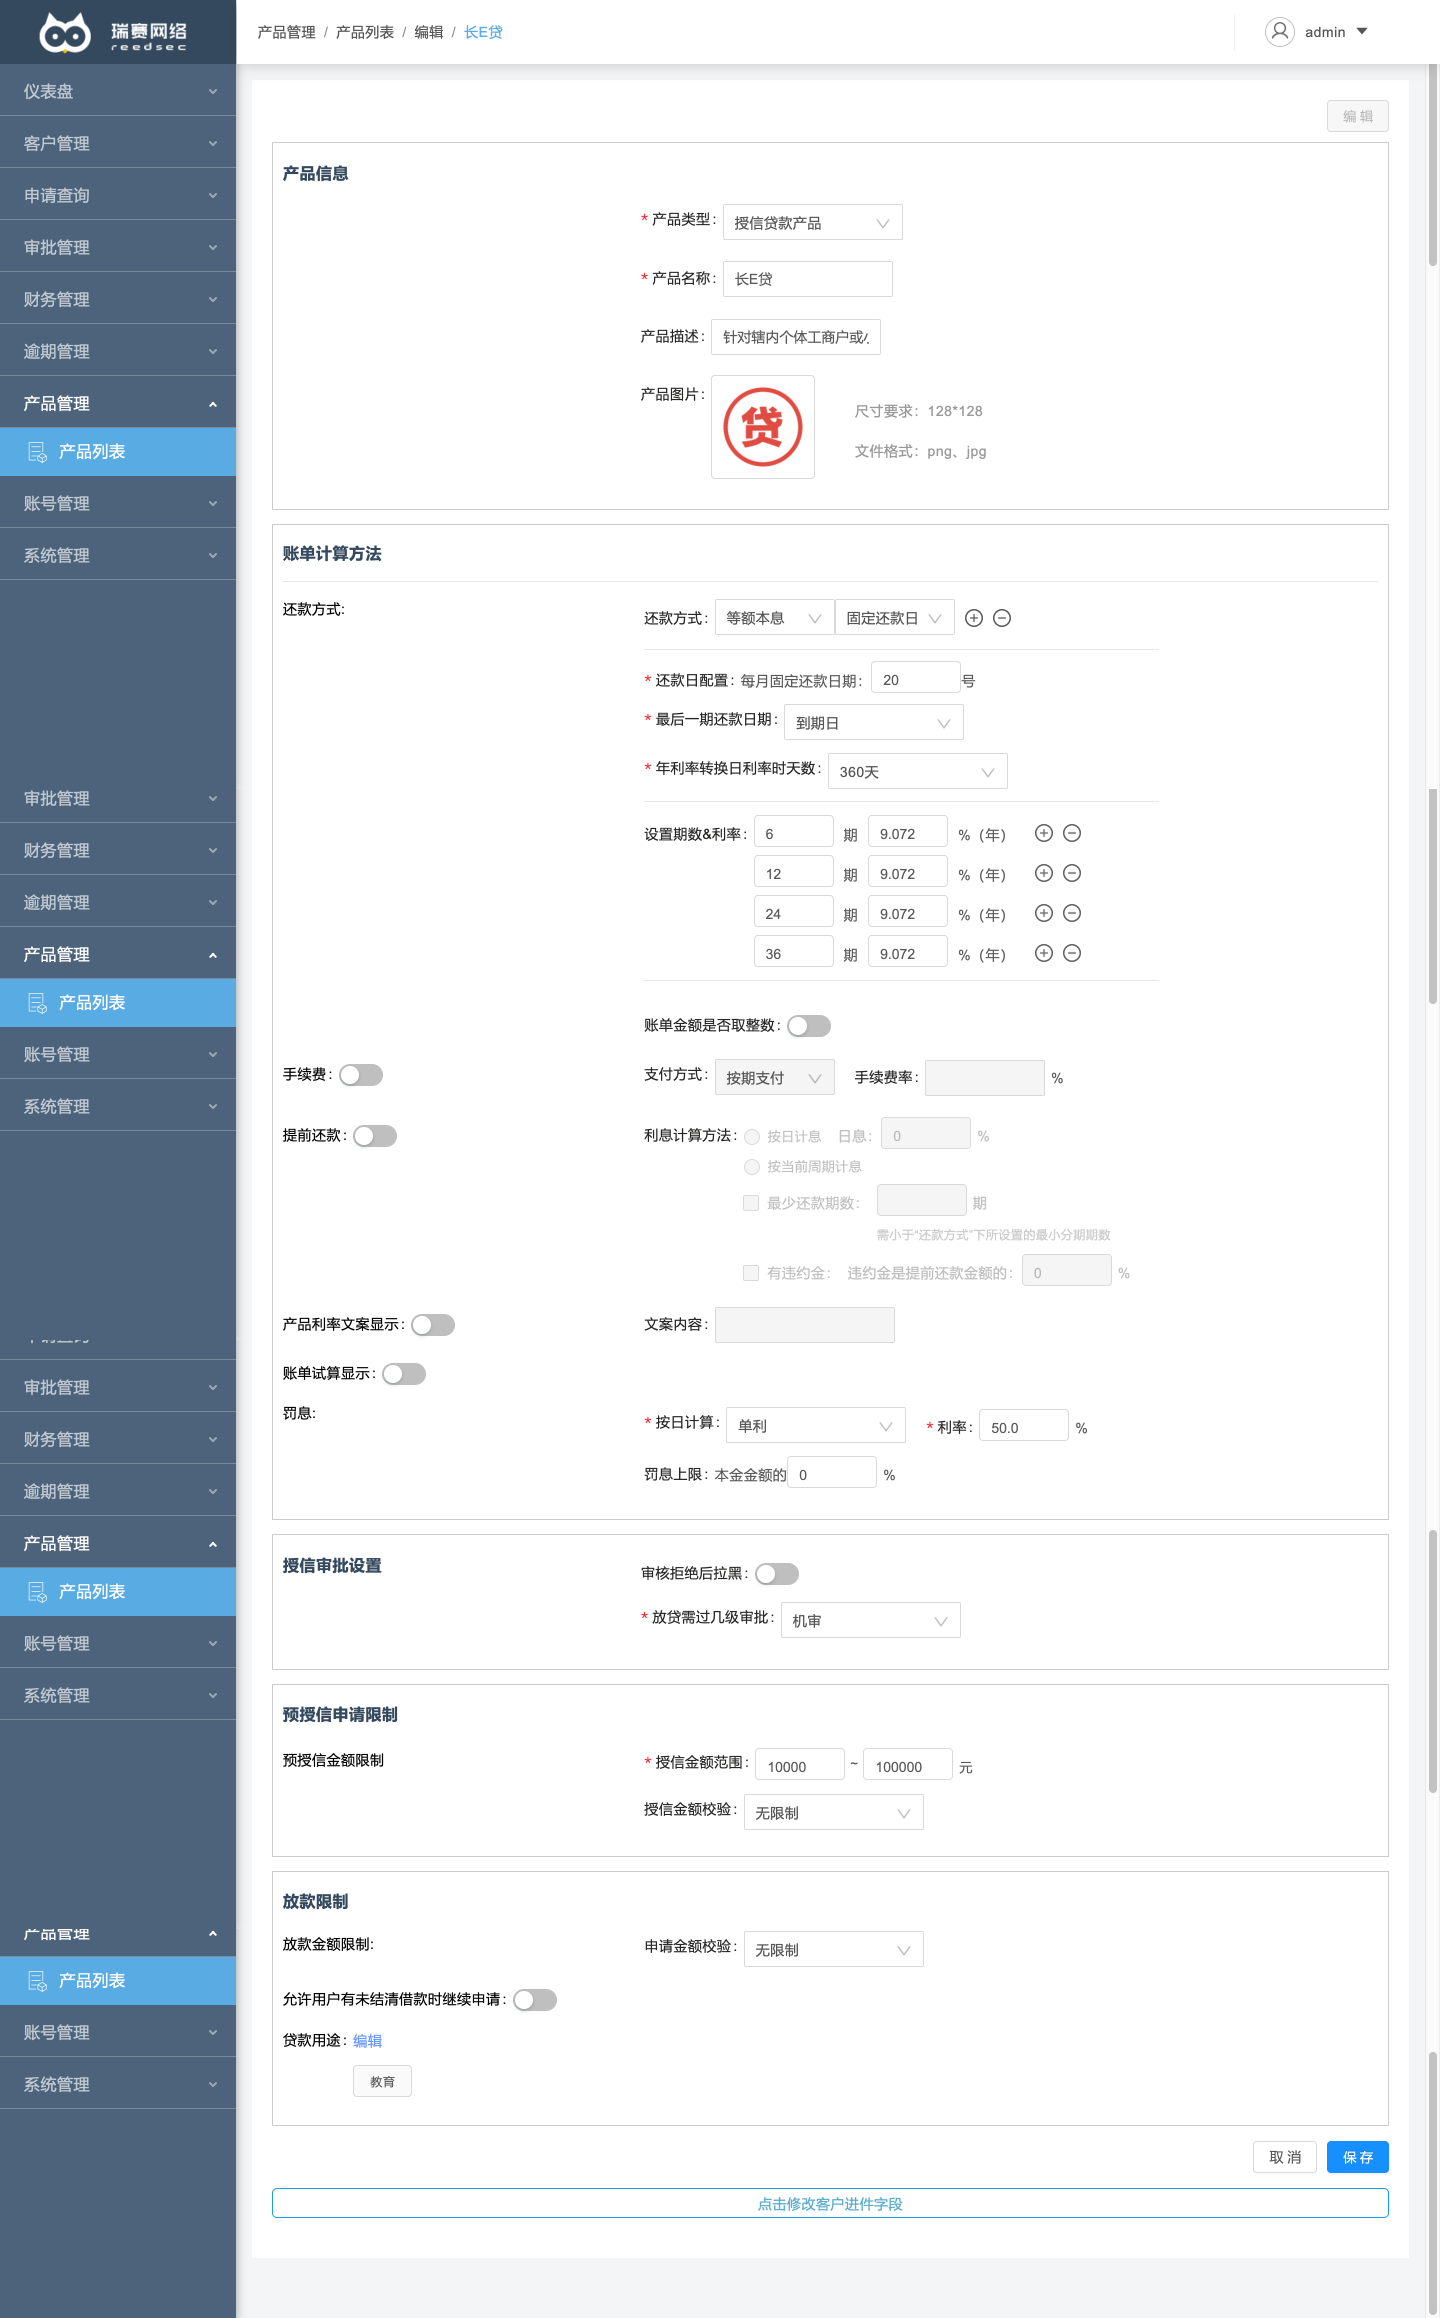 瑞赛网络
reedsec
产品管理 / 产品列表 / 编辑 / 长E贷
admin
仪表盘
客户管理
申请查询
审批管理
财务管理
逾期管理
产品管理
产品列表
账号管理
系统管理
审批管理
财务管理
逾期管理
产品管理
产品列表
账号管理
系统管理
审批管理
财务管理
逾期管理
产品管理
产品列表
账号管理
系统管理
产品管理
产品列表
账号管理
系统管理
编 辑
产品信息
* 产品类型: 授信贷款产品
* 产品名称: 长E贷
产品描述: 针对辖内个体工商户或小
产品图片: 贷
尺寸要求: 128*128
文件格式: png、jpg
账单计算方法
还款方式:
还款方式: 等额本息 固定还款日
* 还款日配置: 每月固定还款日期: 20 号
* 最后一期还款日期: 到期日
* 年利率转换日利率时天数: 360天
设置期数&利率: 6 期 9.072 % (年)
12 期 9.072 % (年)
24 期 9.072 % (年)
36 期 9.072 % (年)
账单金额是否取整数:
手续费: 支付方式: 按期支付 手续费率: %
提前还款: 利息计算方法: 按日计息 日息: 0 %
按当前周期计息
最少还款期数: 期
需小于“还款方式”下所设置的最小分期期数
有违约金: 违约金是提前还款金额的: 0 %
产品利率文案显示: 文案内容:
账单试算显示:
罚息: * 按日计算: 单利 * 利率: 50.0 %
罚息上限: 本金金额的 0 %
授信审批设置
审核拒绝后拉黑:
* 放贷需过几级审批: 机审
预授信申请限制
预授信金额限制 * 授信金额范围: 10000 ~ 100000 元
授信金额校验: 无限制
放款限制
放款金额限制: 申请金额校验: 无限制
允许用户有未结清借款时继续申请:
贷款用途: 编辑
教育
取 消 保 存
点击修改客户进件字段